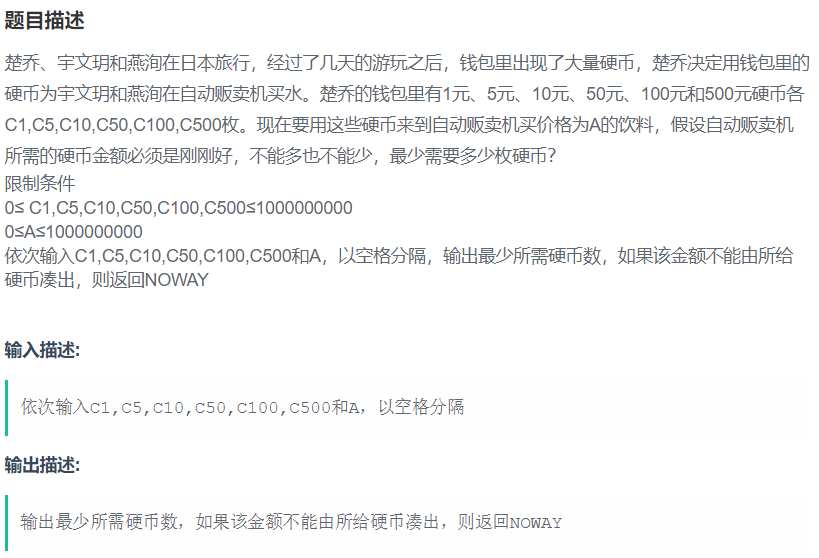 题目描述
楚乔、宇文玥和燕洵在日本旅行，经过了几天的游玩之后，钱包里出现了大量硬币，楚乔决定用钱包里的
硬币为宇文玥和燕洵在自动贩卖机买水。楚乔的钱包里有1元、5元、10元、50元、100元和500元硬币各
C1,C5,C10,C50,C100,C500枚。现在要用这些硬币来到自动贩卖机买价格为A的饮料，假设自动贩卖机
所需的硬币金额必须是刚刚好，不能多也不能少，最少需要多少枚硬币？
限制条件
0≤ C1,C5,C10,C50,C100,C500≤1000000000
0≤A≤1000000000
依次输入C1,C5,C10,C50,C100,C500和A，以空格分隔，输出最少所需硬币数，如果该金额不能由所给
硬币凑出，则返回NOWAY
输入描述:
依次输入C1,C5,C10,C50,C100,C500和A，以空格分隔
输出描述:
输出最少所需硬币数，如果该金额不能由所给硬币凑出，则返回NOWAY